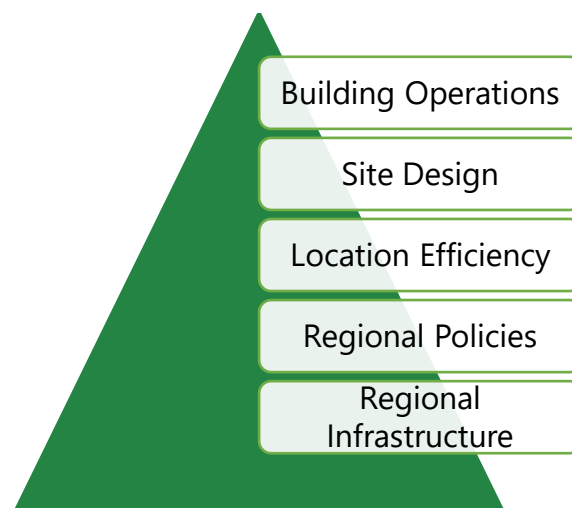 Building Operations
Site Design
Location Efficiency
Regional Policies
Regional
Infrastructure